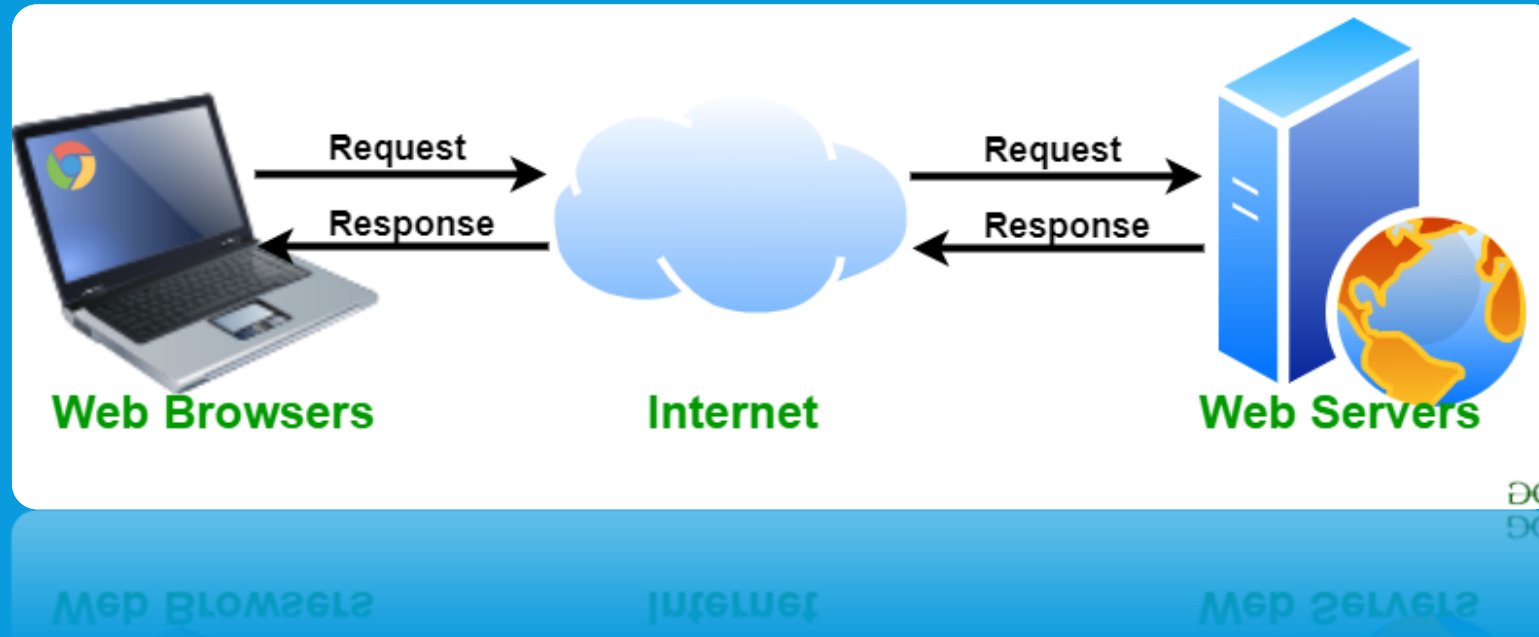 Request
Request
Response
Response
Web Browsers
Internet
Web Servers